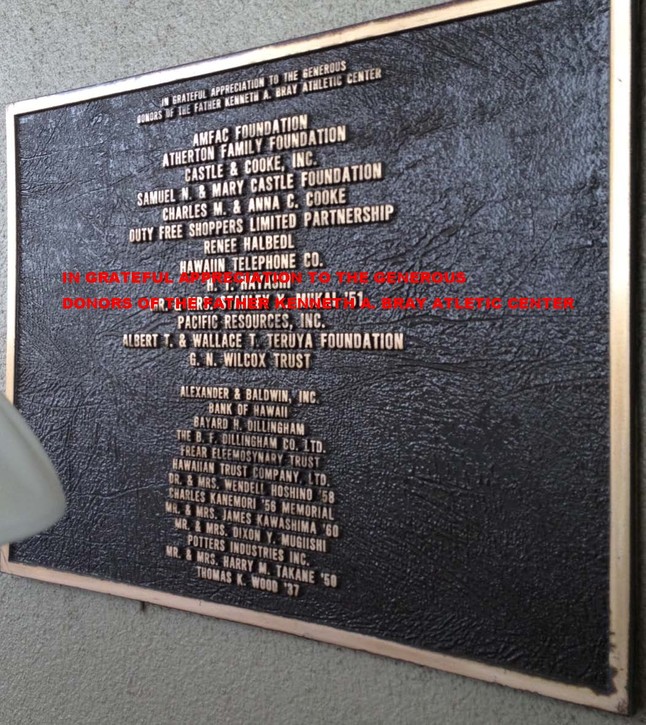 IN GRATEFUL APPRECIATION TO THE GENEROUS
DONORS OF THE FATHER KENNETH A. BRAY ATHLETIC CENTER
AMFAC FOUNDATION
ATHERTON FAMILY FOUNDATION
CASTLE & COOKE, INC.
SAMUEL N. & MARY CASTLE FOUNDATION
CHARLES M. & ANNA C. COOKE
DUTY FREE SHOPPERS LIMITED PARTNERSHIP
RENEE HALBEDL
HAWAIIN TELEPHONE CO.
IN GRATEFUL APPRECIATION TO THE GENEROUS
DONORS OF THE FATHER KENNETH A. BRAY ATLETIC CENTER
PACIFIC RESOURCES, INC.
ALBERT T. & WALLACE T. TERUYA FOUNDATION
G. N. WILCOX TRUST
ALEXANDER & BALDWIN, INC.
BANK OF HAWAII
BAYARD H. DILLINGHAM
THE B. F. DILLINGHAM CO. LTD.
FREAR ELEEMOSYNARY TRUST
HAWAIIAN TRUST COMPANY, LTD.
DR. & MRS. WENDELL HOSHINO '58
CHARLES KANEMORI '56 MEMORIAL
MR. & MRS. JAMES KAWASHIMA '60
MR. & MRS. DIXON Y. MUGIISHI
POTTERS INDUSTRIES INC.
MR. & MRS. HARRY M. TAKANE '50
THOMAS K. WOOD '37